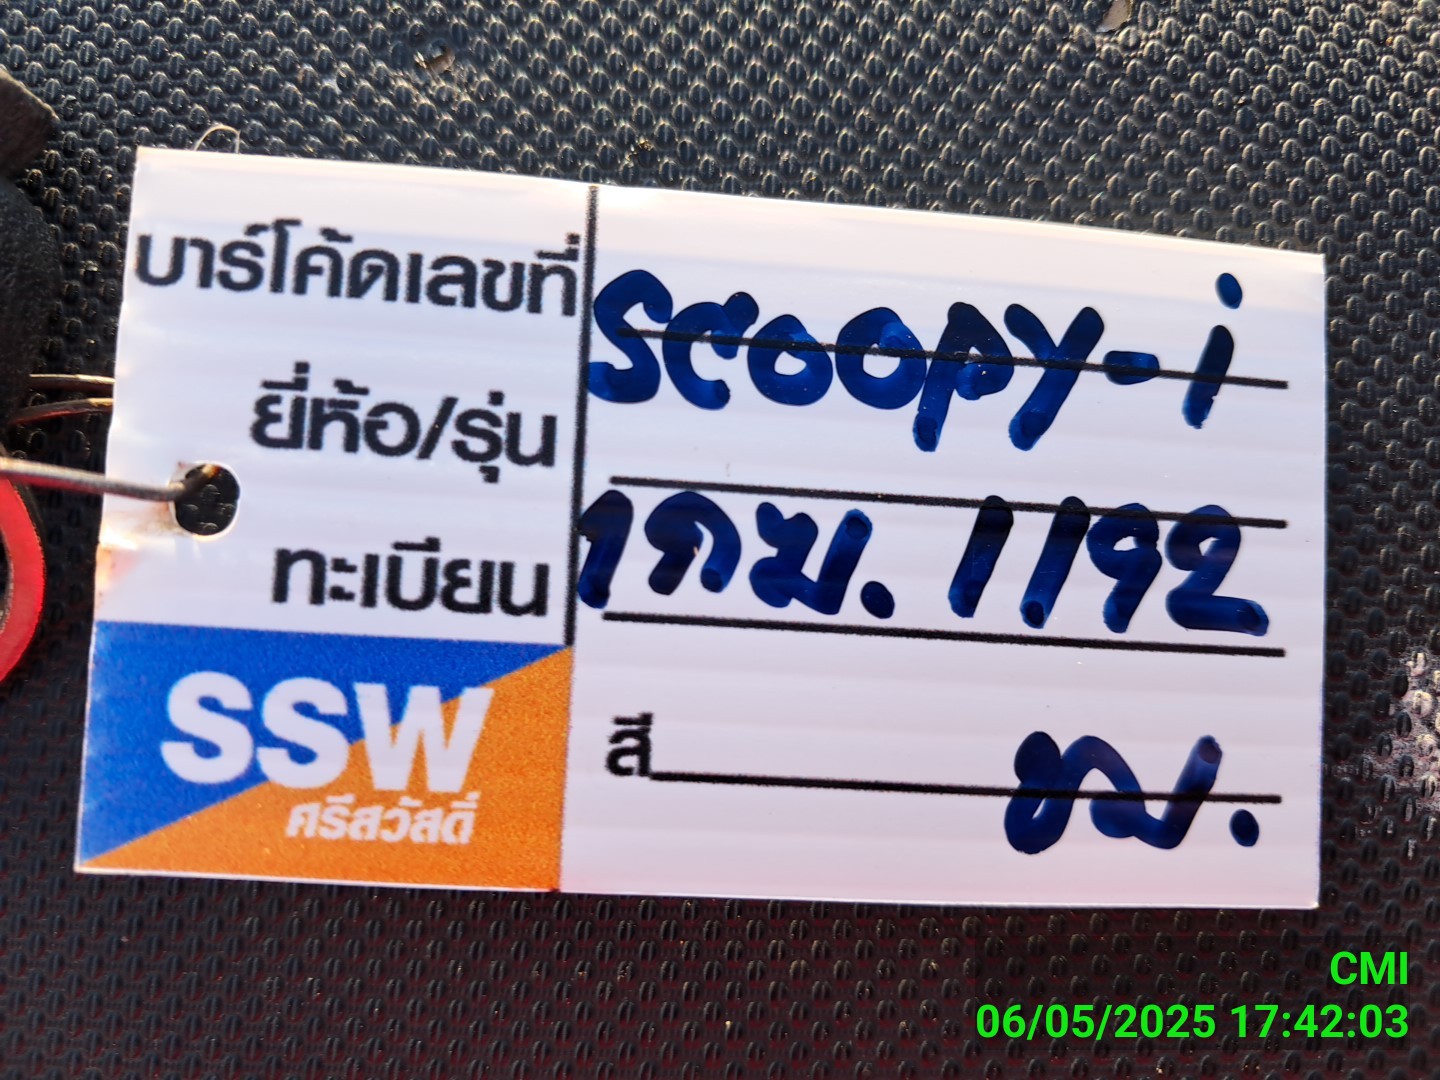 บาร์โค้ดเลขที่ SCOOPY-i
ยี่ห้อ/รุ่น
ทะเบียน 1กฆ. 1192
SSW
ศรีสวัสดิ์
สี ชม.
CMI
06/05/2025 17:42:03